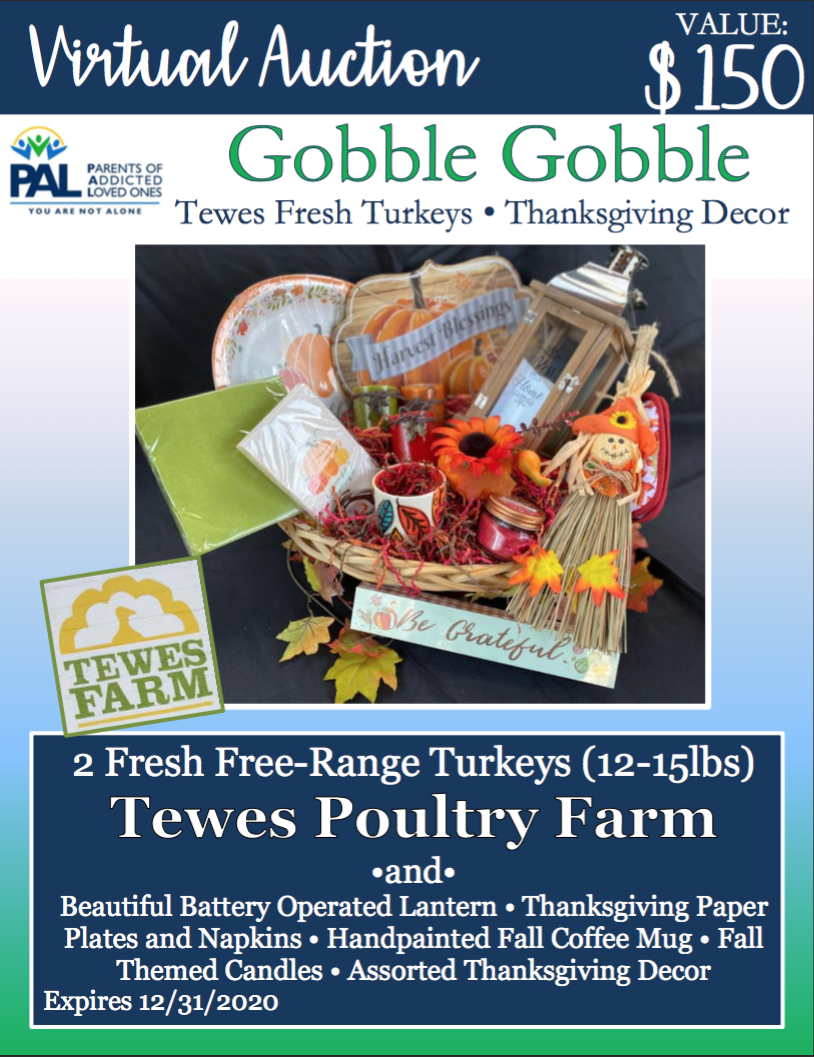 Virtual Auction
VALUE:
$150
PAL
PARENTS OF
ADDICTED
LOVED ONES
YOU ARE NOT ALONE
Gobble Gobble
Tewes Fresh Turkeys • Thanksgiving Decor
Harvest Blessings
Home
Be Grateful
TEWES
FARM
2 Fresh Free-Range Turkeys (12-15lbs)
Tewes Poultry Farm
•and•
Beautiful Battery Operated Lantern • Thanksgiving Paper
Plates and Napkins • Handpainted Fall Coffee Mug • Fall
Themed Candles • Assorted Thanksgiving Decor
Expires 12/31/2020